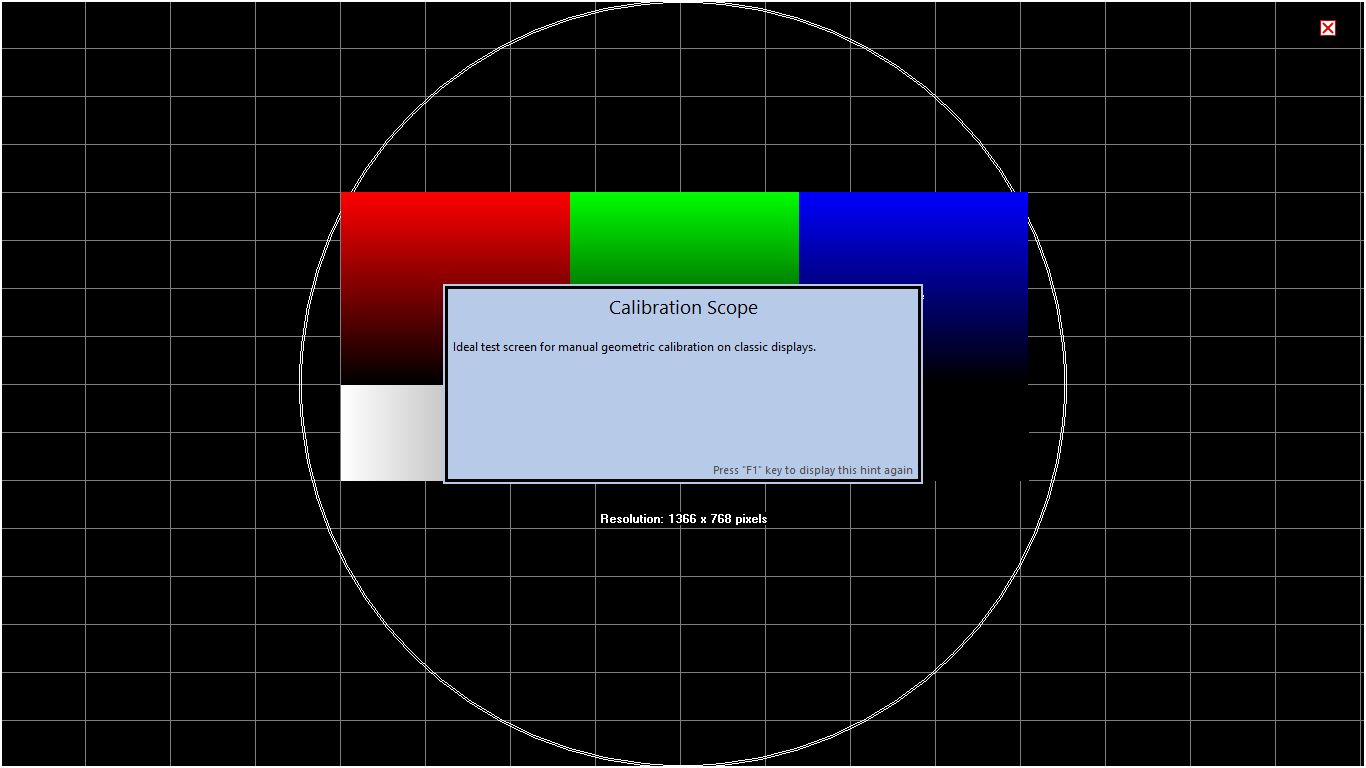 Calibration Scope
Ideal test screen for manual geometric calibration on classic displays.
Press "F1" key to display this hint again
Resolution: 1366 x 768 pixels